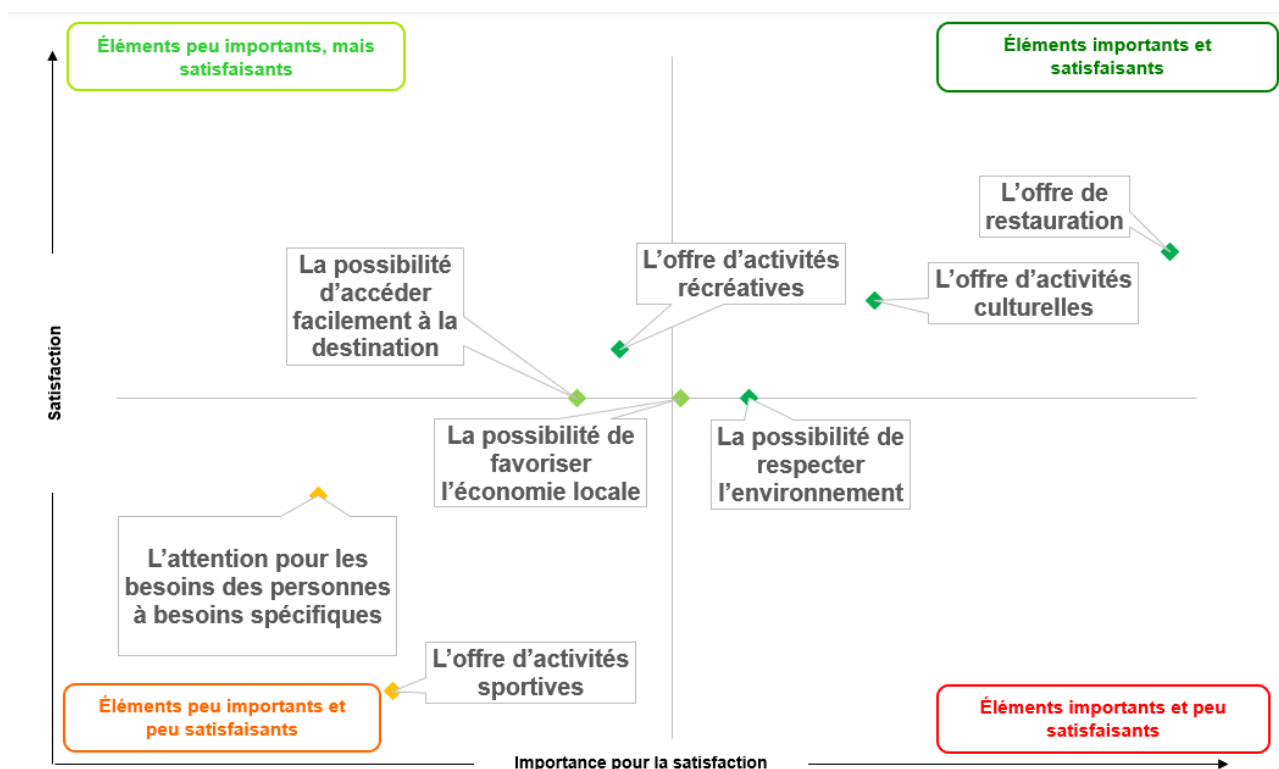 Éléments peu importants, mais
satisfaisants
Éléments importants et
satisfaisants
L’offre de
restauration
L’offre d’activités
récréatives
La possibilité
d’accéder
facilement à la
destination
L’offre d’activités
culturelles
Satisfaction
La possibilité de
favoriser
l’économie locale
La possibilité de
respecter
l’environnement
L’attention pour les
besoins des personnes
à besoins spécifiques
L’offre d’activités
sportives
Éléments peu importants et
peu satisfaisants
Éléments importants et peu
satisfaisants
Importance pour la satisfaction